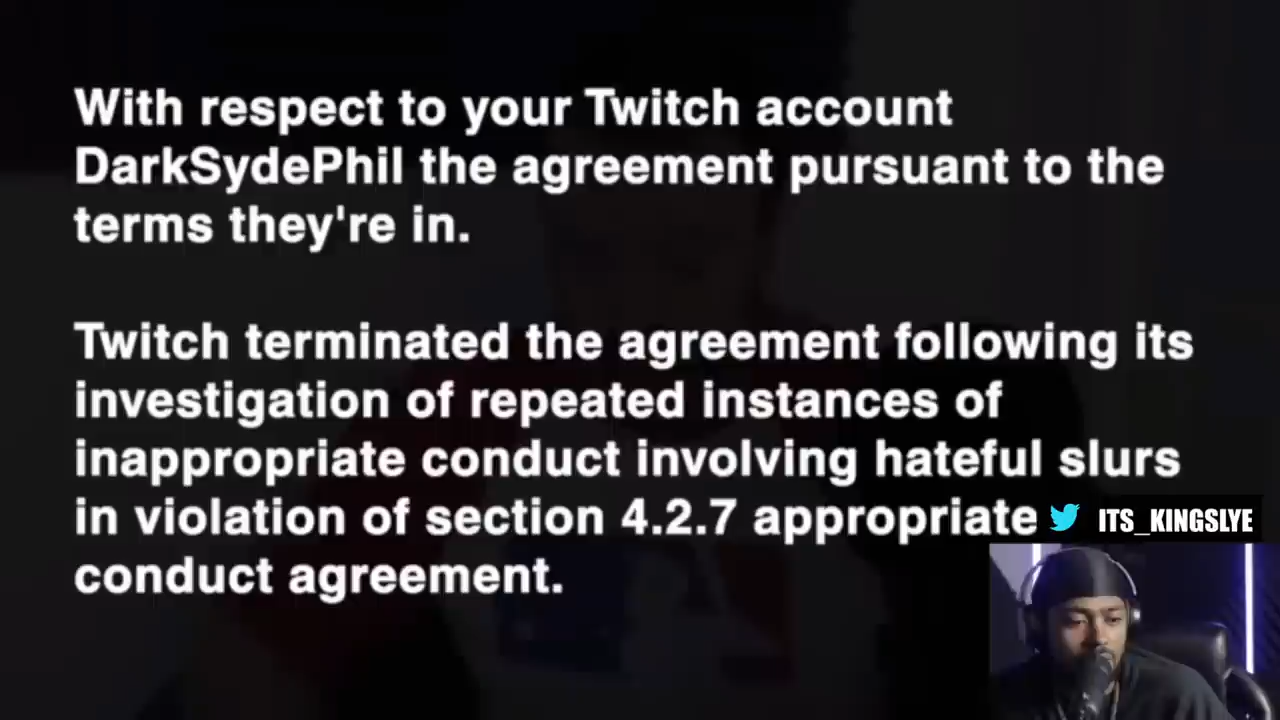 With respect to your Twitch account
DarkSydePhil the agreement pursuant to the
terms they're in.
Twitch terminated the agreement following its
investigation of repeated instances of
inappropriate conduct involving hateful slurs
in violation of section 4.2.7 appropriate
ITS_KINGSLYE
conduct agreement.